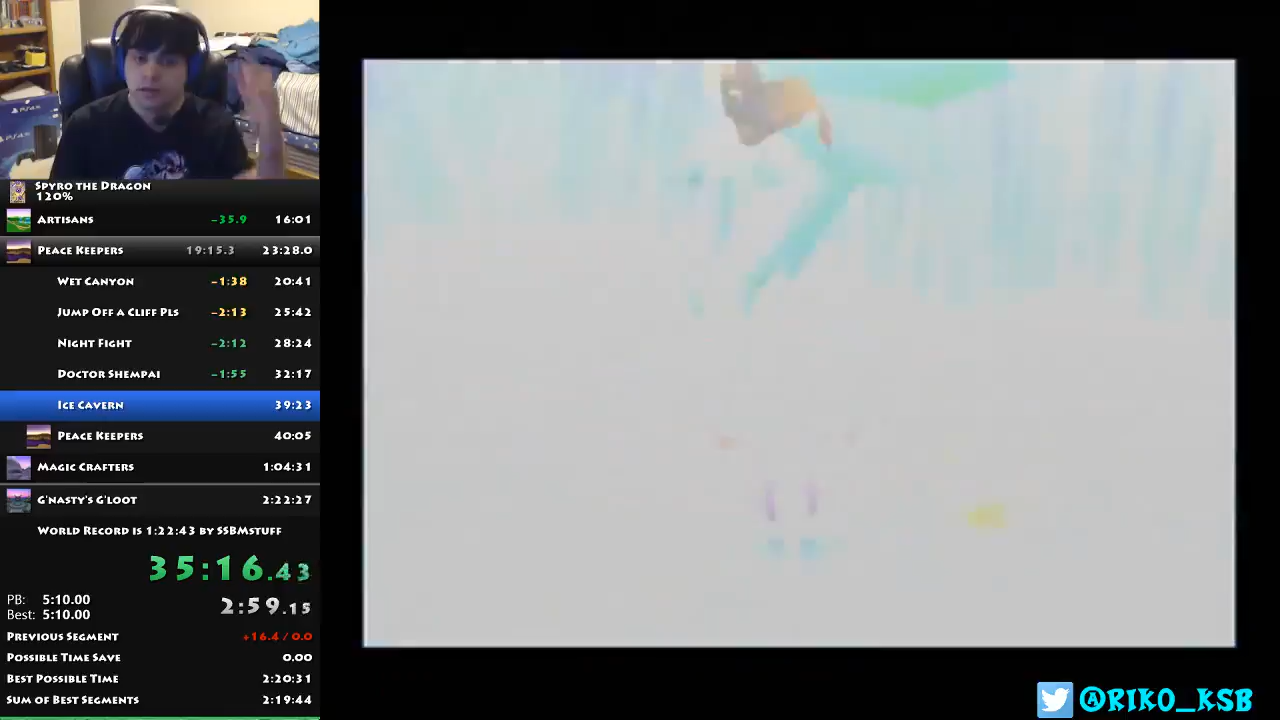 SPYRO THE DRAGON
120%
ARTISANS -35.9 16:01
PEACE KEEPERS 19:15.3 23:28.0
WET CANYON -1:38 20:41
JUMP OFF A CLIFF PLS -2:13 25:42
NIGHT FIGHT -2:12 28:24
DOCTOR SHEMPAI -1:55 32:17
ICE CAVERN 39:23
PEACE KEEPERS 40:05
MAGIC CRAFTERS 1:04:31
G'NASTY'S G'LOOT 2:22:27
WORLD RECORD IS 1:22:43 BY SSBMSTUFF
35:16.43
PB: 5:10.00
Best: 5:10.00
2:59.15
PREVIOUS SEGMENT +16.4 / 0.0
POSSIBLE TIME SAVE 0.00
BEST POSSIBLE TIME 2:20:31
SUM OF BEST SEGMENTS 2:19:44
@RIKO_KSB